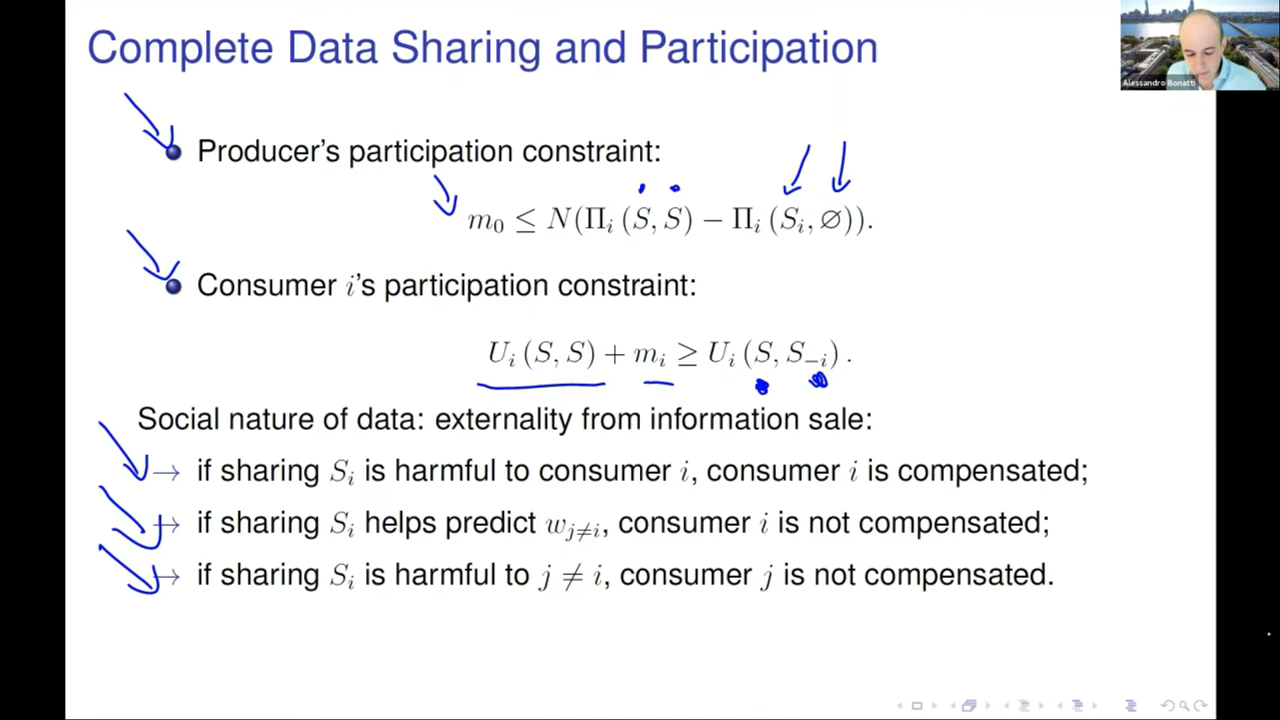 Complete Data Sharing and Participation
Alessandro Bonatti
Producer's participation constraint:
m₀ ≤ N(Πᵢ (S, S) − Πᵢ (Sᵢ, ∅)).
Consumer i's participation constraint:
Uᵢ (S, S) + mᵢ ≥ Uᵢ (S, S₋ᵢ) .
Social nature of data: externality from information sale:
→ if sharing Sᵢ is harmful to consumer i, consumer i is compensated;
→ if sharing Sᵢ helps predict w_{j≠i}, consumer i is not compensated;
→ if sharing Sᵢ is harmful to j ≠ i, consumer j is not compensated.